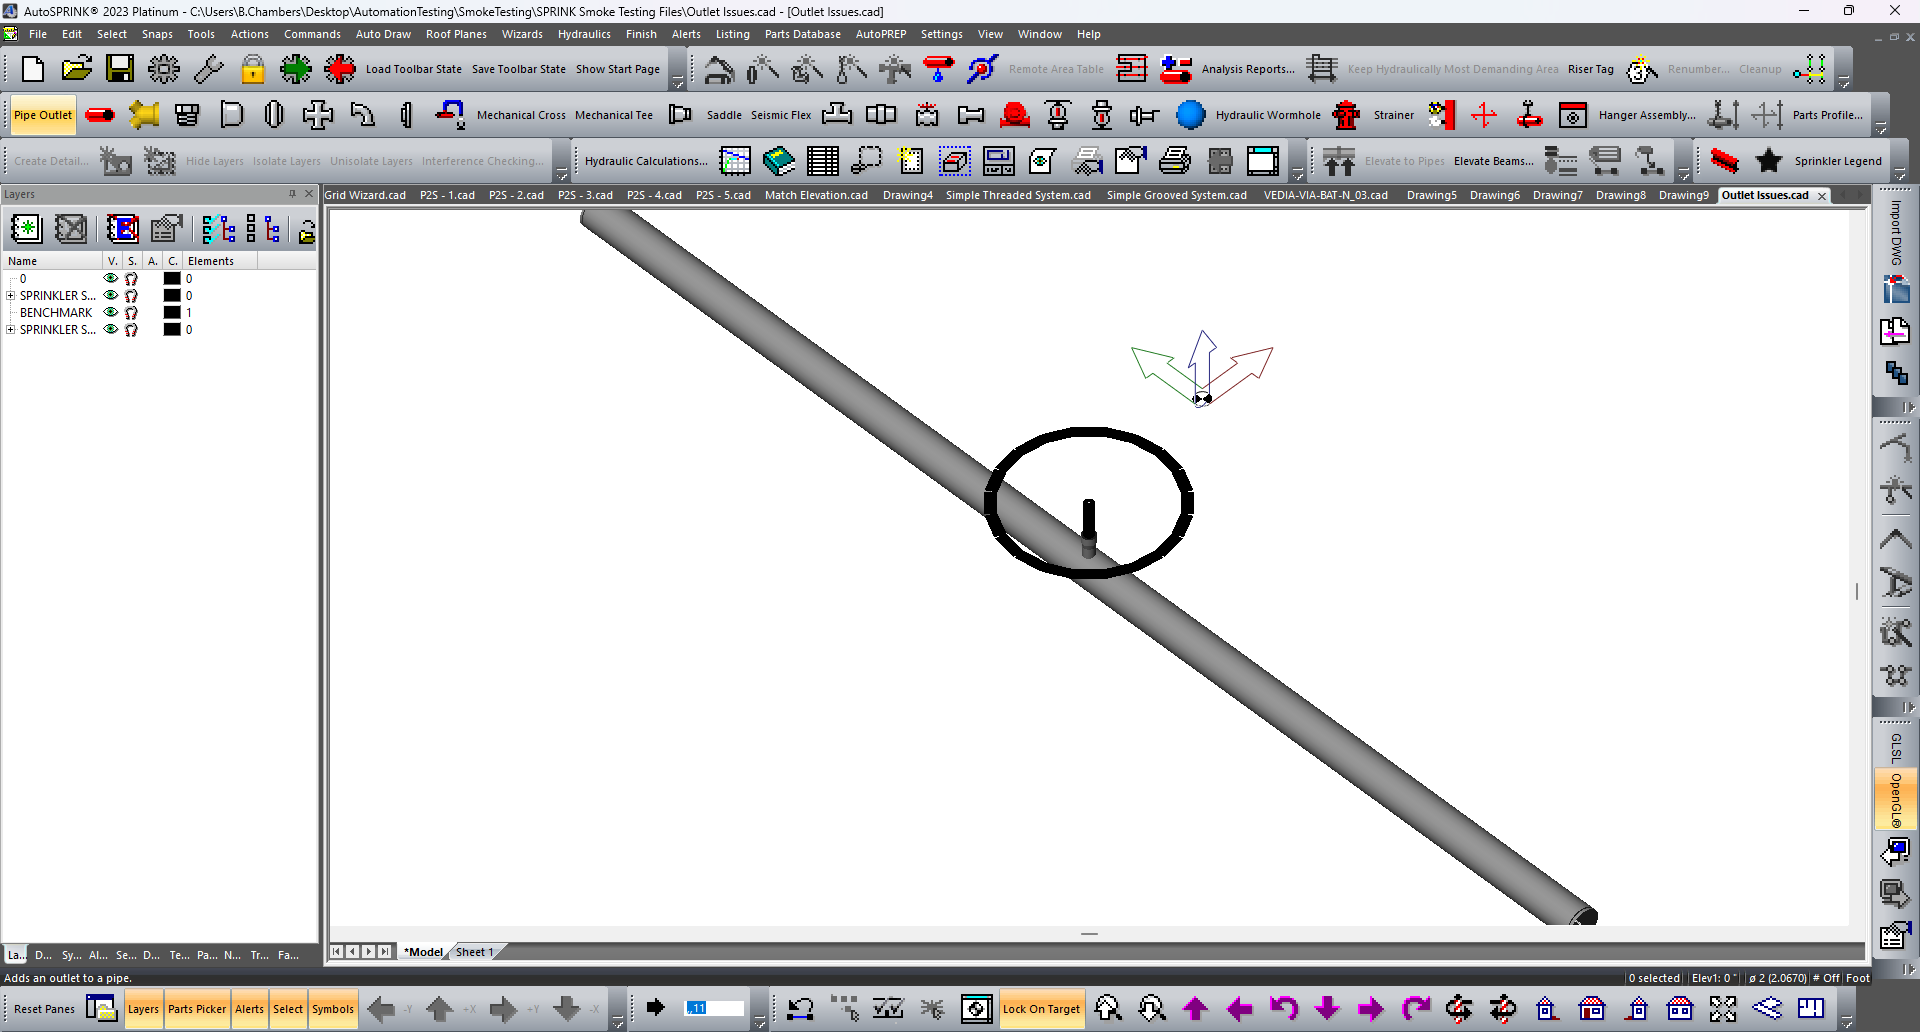 AutoSPRINK® 2023 Platinum - C:\Users\B.Chambers\Desktop\AutomationTesting\SmokeTesting\SPRINK Smoke Testing Files\Outlet Issues.cad - [Outlet Issues.cad]
File Edit Select Snaps Tools Actions Commands Auto Draw Roof Planes Wizards Hydraulics Finish Alerts Listing Parts Database AutoPREP Settings View Window Help
Load Toolbar State Save Toolbar State Show Start Page Remote Area Table Analysis Reports... Keep Hydraulically Most Demanding Area Riser Tag Renumber... Cleanup
Pipe Outlet Mechanical Cross Mechanical Tee Saddle Seismic Flex Hydraulic Wormhole Strainer Hanger Assembly... Parts Profile...
Create Detail... Hide Layers Isolate Layers Unisolate Layers Interference Checking... Hydraulic Calculations... Elevate to Pipes Elevate Beams... Sprinkler Legend
Layers
Grid Wizard.cad P2S - 1.cad P2S - 2.cad P2S - 3.cad P2S - 4.cad P2S - 5.cad Match Elevation.cad Drawing4 Simple Threaded System.cad Simple Grooved System.cad VEDIA-VIA-BAT-N_03.cad Drawing5 Drawing6 Drawing7 Drawing8 Drawing9 Outlet Issues.cad
Name V. S. A. C. Elements
0 0
SPRINKLER S... 0
BENCHMARK 1
SPRINKLER S... 0
Import DWG
GLSL
OpenGL®
*Model Sheet 1
La... D... Sy... Al... Se... D... Te... Pa... N... Tr... Fa...
Adds an outlet to a pipe.
0 selected Elev1: 0 " ø 2 (2.0670) # Off Foot
Reset Panes Layers Parts Picker Alerts Select Symbols -Y +X +Y -X ,,11 Lock On Target